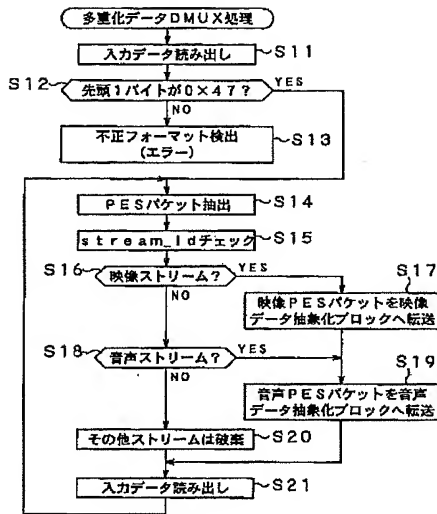 多重化データDMUX処理
入力データ読み出し
S11
S12
先頭1バイトが0×47?
YES
NO
不正フォーマット検出
(エラー)
S13
PESパケット抽出
S14
stream_Idチェック
S15
S16
映像ストリーム?
YES
S17
NO
映像PESパケットを映像
データ抽象化ブロックへ転送
S18
音声ストリーム?
YES
S19
NO
音声PESパケットを音声
データ抽象化ブロックへ転送
その他ストリームは破棄
S20
入力データ読み出し
S21